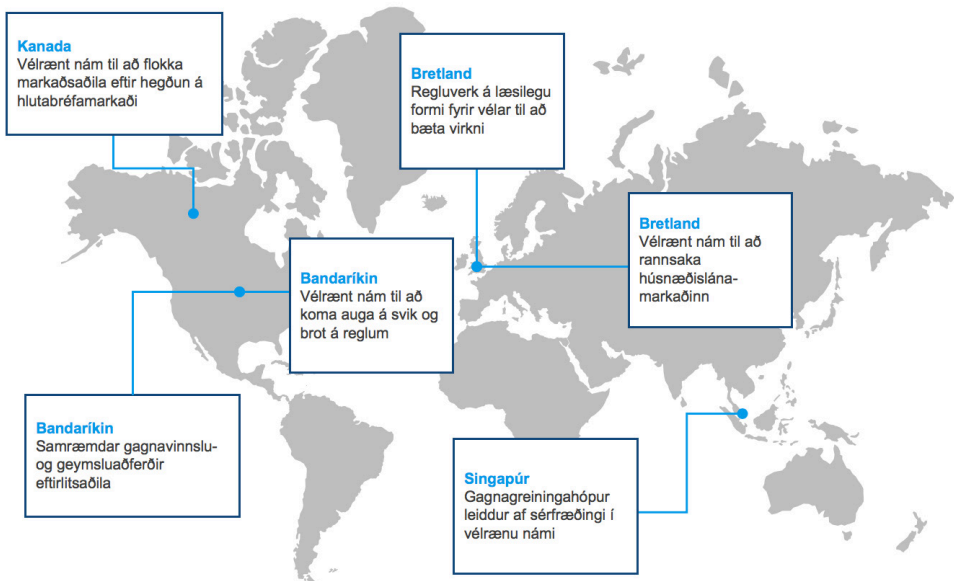 Kanada
Vélrænt nám til að flokka
markaðsaðila eftir hegðun á
hlutabréfamarkaði
Bretland
Regluverk á læsilegu
formi fyrir vélar til að
bæta virkni
Bretland
Vélrænt nám til að
rannsaka
húsnæðislána-
markaðinn
Bandaríkin
Vélrænt nám til að
koma auga á svik og
brot á reglum
Bandaríkin
Samræmdar gagnavinnslu-
og geymsluaðferðir
eftirlitsaðila
Singapúr
Gagnagreiningahópur
leiddur af sérfræðingi í
vélrænu námi